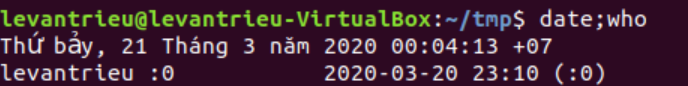 levantrieu@levantrieu-VirtualBox:~/tmp$ date;who
Thứ bảy, 21 Tháng 3 năm 2020 00:04:13 +07
levantrieu :0           2020-03-20 23:10 (:0)